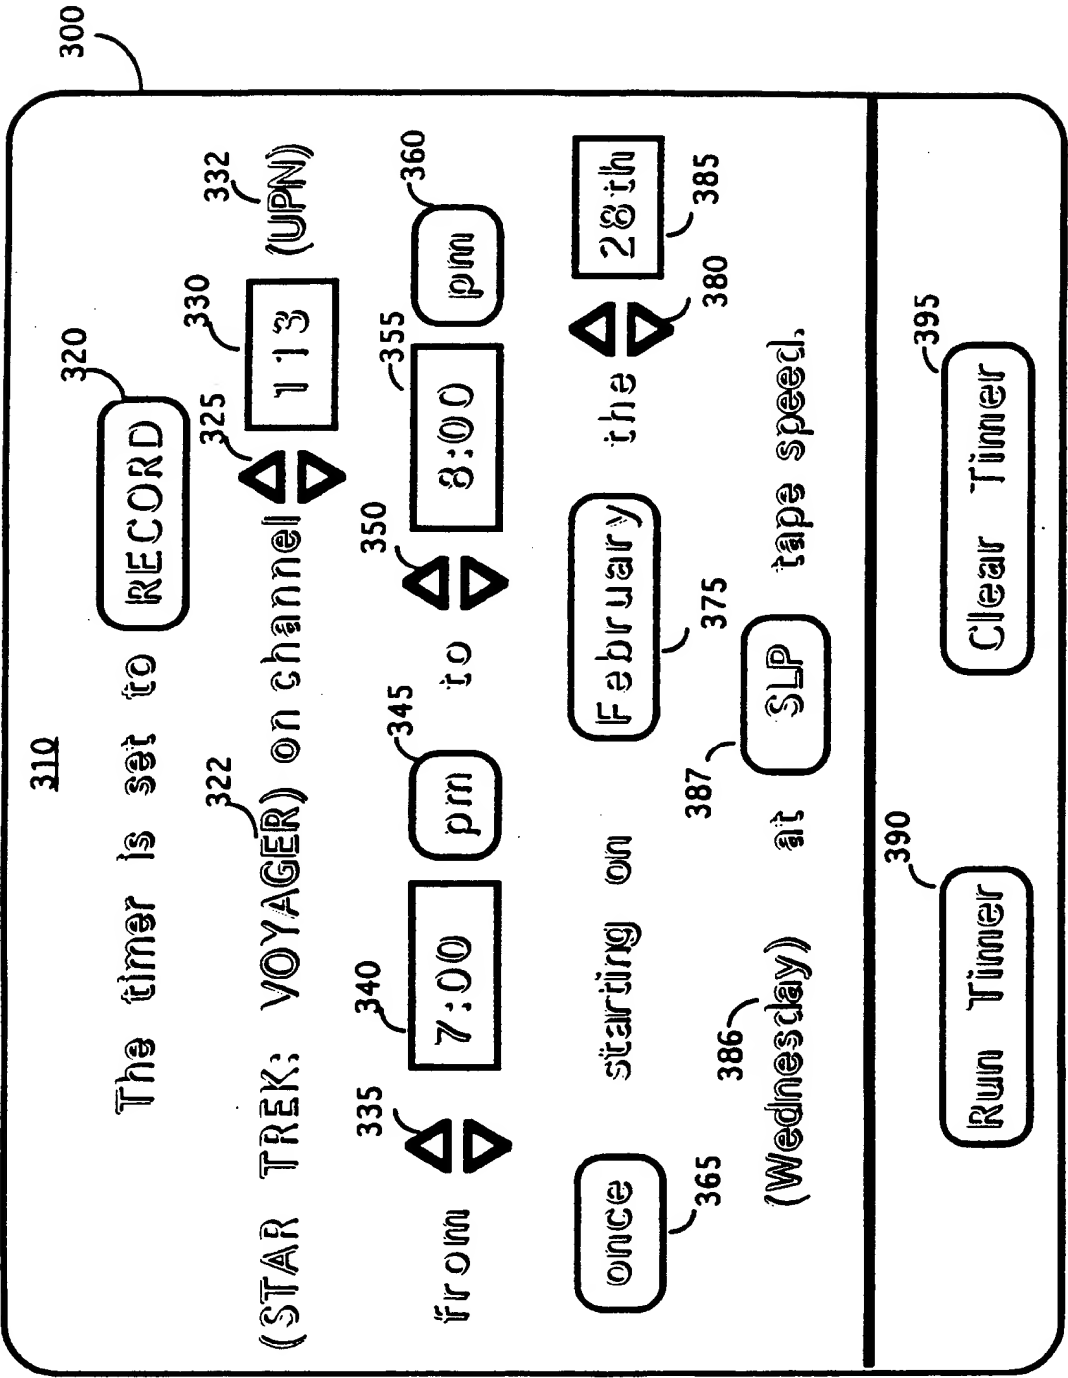 300
310
320
The timer is set to RECORD
322 325 330 332
(STAR TREK: VOYAGER) on channel 113 (UPN)
335 340 345 350 355 360
from 7:00 pm to 8:00 pm
once starting on February the 28th
365 375 380 385
386 387
(Wednesday) at SLP tape speed.
390 395
Run Timer Clear Timer